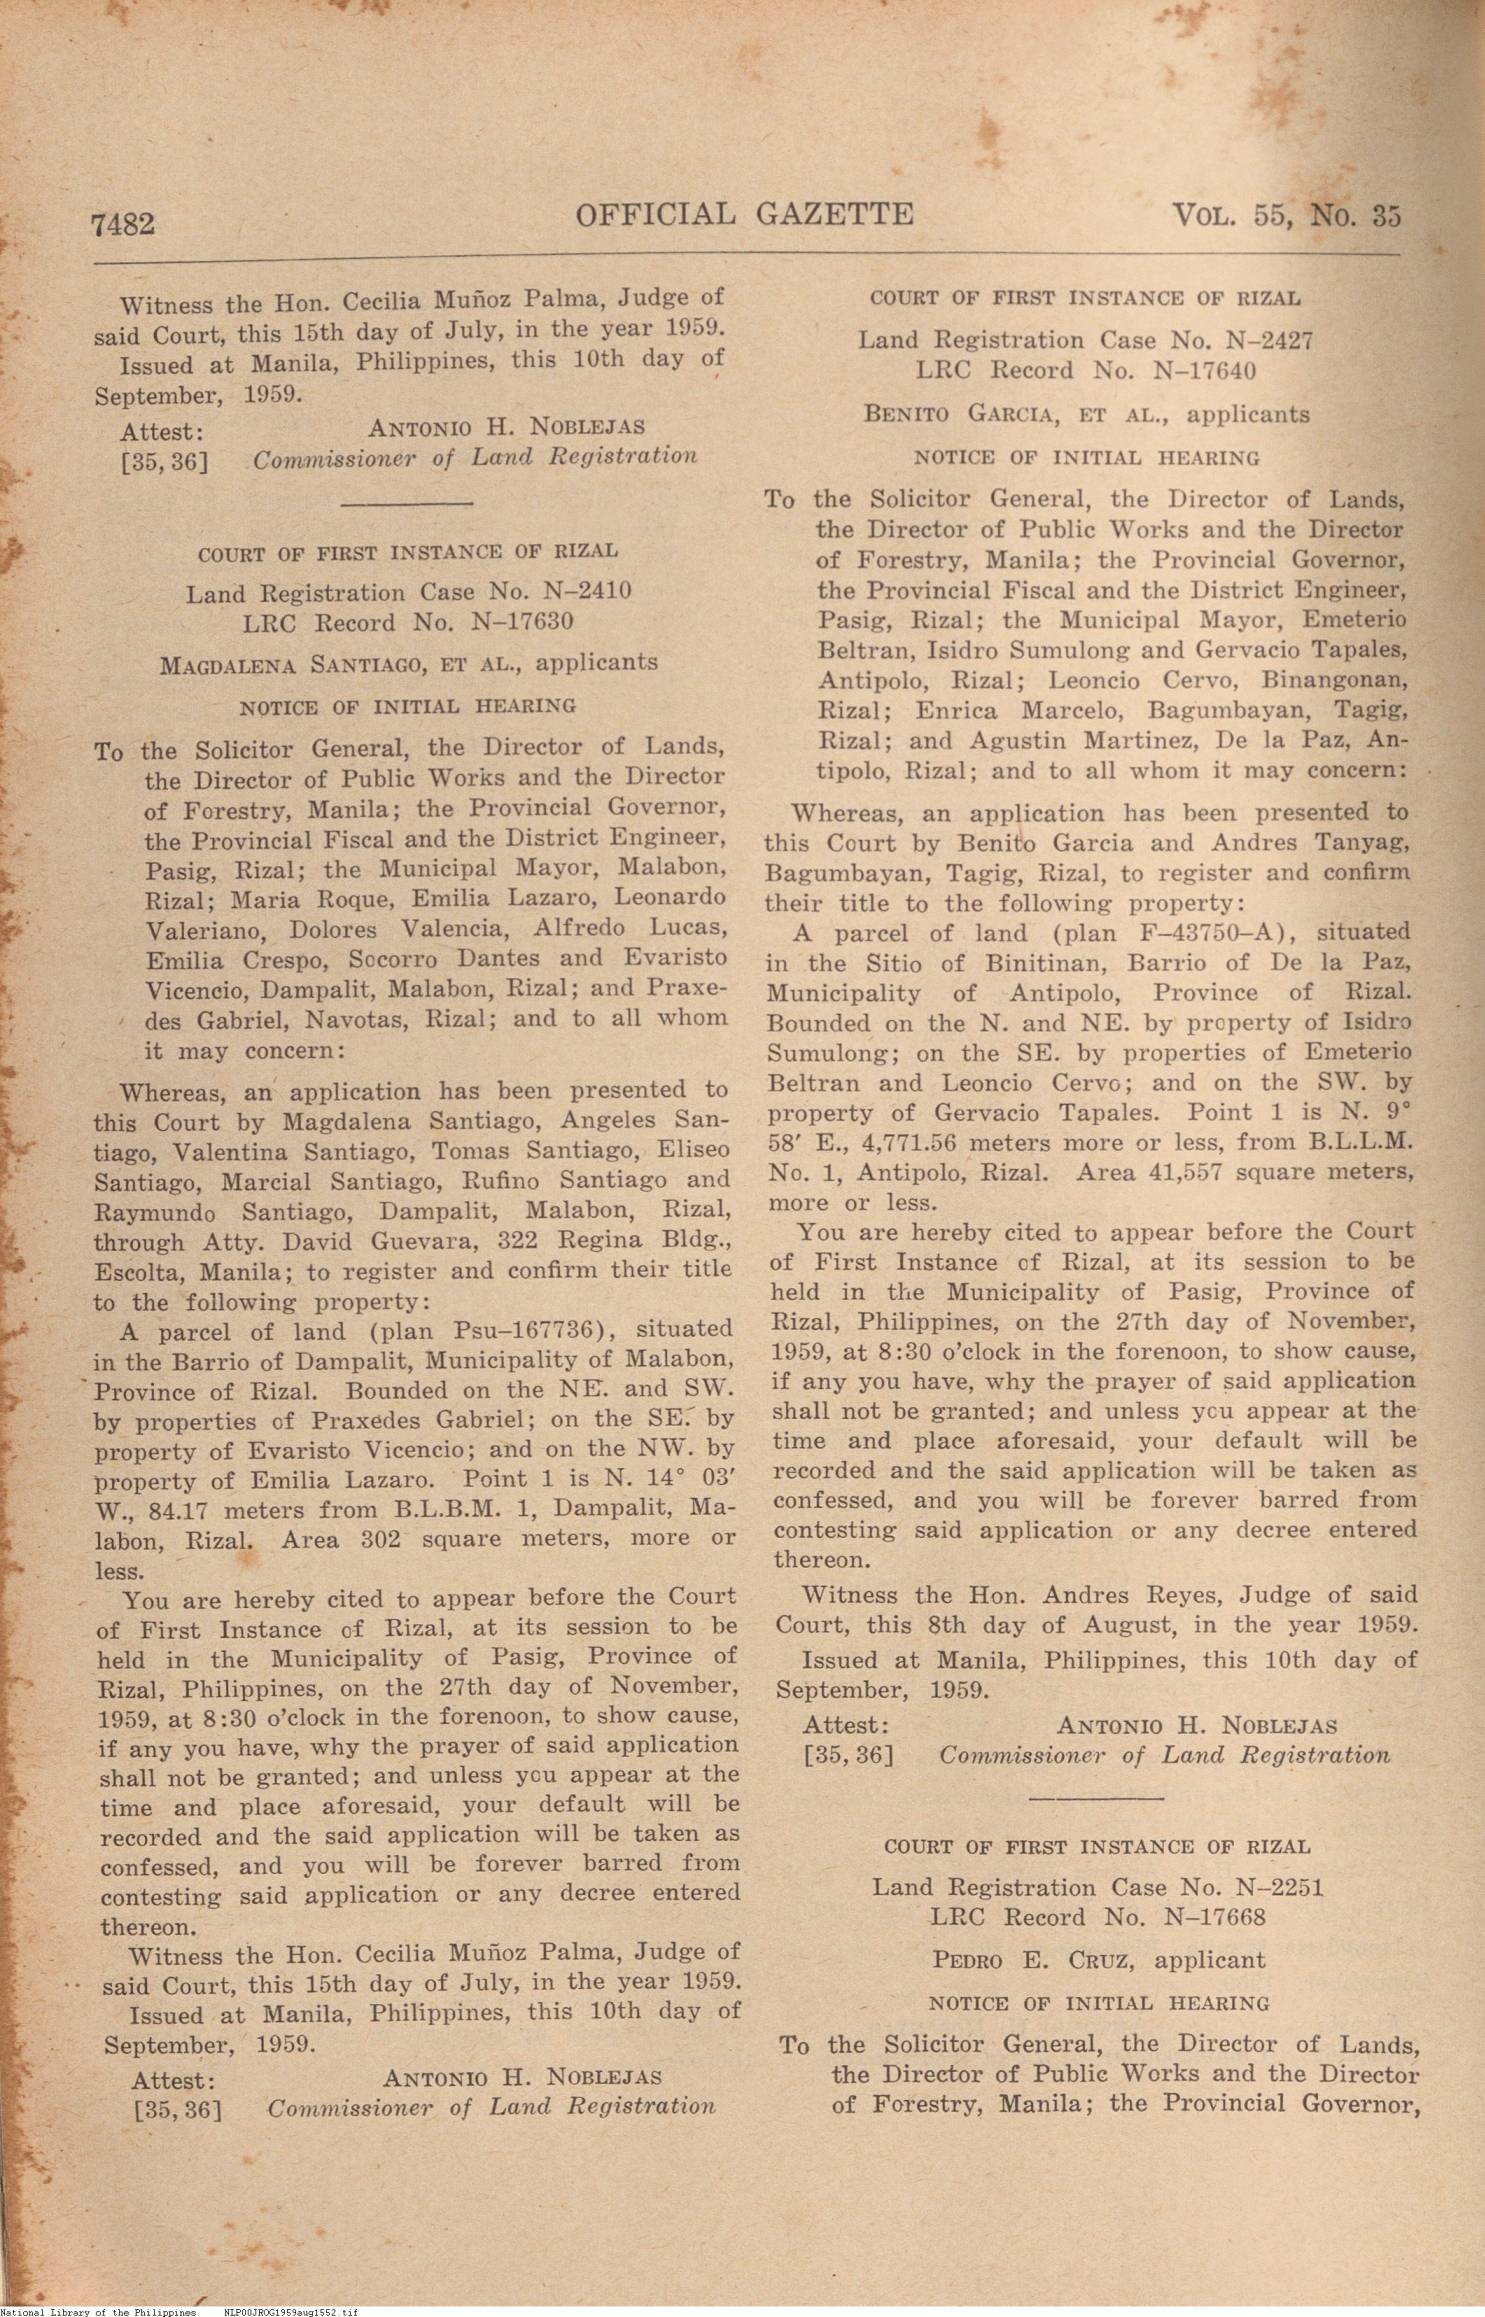 7482
OFFICIAL GAZETTE
VOL. 55, No. 35
Witness the Hon. Cecilia Muñoz Palma, Judge of
said Court, this 15th day of July, in the year 1959.
Issued at Manila, Philippines, this 10th day of
September, 1959.
Attest: ANTONIO H. NOBLEJAS
[35, 36] Commissioner of Land Registration
COURT OF FIRST INSTANCE OF RIZAL
Land Registration Case No. N–2410
LRC Record No. N–17630
MAGDALENA SANTIAGO, ET AL., applicants
NOTICE OF INITIAL HEARING
To the Solicitor General, the Director of Lands,
the Director of Public Works and the Director
of Forestry, Manila; the Provincial Governor,
the Provincial Fiscal and the District Engineer,
Pasig, Rizal; the Municipal Mayor, Malabon,
Rizal; Maria Roque, Emilia Lazaro, Leonardo
Valeriano, Dolores Valencia, Alfredo Lucas,
Emilia Crespo, Socorro Dantes and Evaristo
Vicencio, Dampalit, Malabon, Rizal; and Praxe-
des Gabriel, Navotas, Rizal; and to all whom
it may concern:
Whereas, an application has been presented to
this Court by Magdalena Santiago, Angeles San-
tiago, Valentina Santiago, Tomas Santiago, Eliseo
Santiago, Marcial Santiago, Rufino Santiago and
Raymundo Santiago, Dampalit, Malabon, Rizal,
through Atty. David Guevara, 322 Regina Bldg.,
Escolta, Manila; to register and confirm their title
to the following property:
A parcel of land (plan Psu–167736), situated
in the Barrio of Dampalit, Municipality of Malabon,
Province of Rizal. Bounded on the NE. and SW.
by properties of Praxedes Gabriel; on the SE. by
property of Evaristo Vicencio; and on the NW. by
property of Emilia Lazaro. Point 1 is N. 14° 03′
W., 84.17 meters from B.L.B.M. 1, Dampalit, Ma-
labon, Rizal. Area 302 square meters, more or
less.
You are hereby cited to appear before the Court
of First Instance of Rizal, at its session to be
held in the Municipality of Pasig, Province of
Rizal, Philippines, on the 27th day of November,
1959, at 8:30 o'clock in the forenoon, to show cause,
if any you have, why the prayer of said application
shall not be granted; and unless you appear at the
time and place aforesaid, your default will be
recorded and the said application will be taken as
confessed, and you will be forever barred from
contesting said application or any decree entered
thereon.
Witness the Hon. Cecilia Muñoz Palma, Judge of
said Court, this 15th day of July, in the year 1959.
Issued at Manila, Philippines, this 10th day of
September, 1959.
Attest: ANTONIO H. NOBLEJAS
[35, 36] Commissioner of Land Registration
COURT OF FIRST INSTANCE OF RIZAL
Land Registration Case No. N–2427
LRC Record No. N–17640
BENITO GARCIA, ET AL., applicants
NOTICE OF INITIAL HEARING
To the Solicitor General, the Director of Lands,
the Director of Public Works and the Director
of Forestry, Manila; the Provincial Governor,
the Provincial Fiscal and the District Engineer,
Pasig, Rizal; the Municipal Mayor, Emeterio
Beltran, Isidro Sumulong and Gervacio Tapales,
Antipolo, Rizal; Leoncio Cervo, Binangonan,
Rizal; Enrica Marcelo, Bagumbayan, Tagig,
Rizal; and Agustin Martinez, De la Paz, An-
tipolo, Rizal; and to all whom it may concern:
Whereas, an application has been presented to
this Court by Benito Garcia and Andres Tanyag,
Bagumbayan, Tagig, Rizal, to register and confirm
their title to the following property:
A parcel of land (plan F–43750–A), situated
in the Sitio of Binitinan, Barrio of De la Paz,
Municipality of Antipolo, Province of Rizal.
Bounded on the N. and NE. by property of Isidro
Sumulong; on the SE. by properties of Emeterio
Beltran and Leoncio Cervo; and on the SW. by
property of Gervacio Tapales. Point 1 is N. 9°
58′ E., 4,771.56 meters more or less, from B.L.L.M.
No. 1, Antipolo, Rizal. Area 41,557 square meters,
more or less.
You are hereby cited to appear before the Court
of First Instance of Rizal, at its session to be
held in the Municipality of Pasig, Province of
Rizal, Philippines, on the 27th day of November,
1959, at 8:30 o'clock in the forenoon, to show cause,
if any you have, why the prayer of said application
shall not be granted; and unless you appear at the
time and place aforesaid, your default will be
recorded and the said application will be taken as
confessed, and you will be forever barred from
contesting said application or any decree entered
thereon.
Witness the Hon. Andres Reyes, Judge of said
Court, this 8th day of August, in the year 1959.
Issued at Manila, Philippines, this 10th day of
September, 1959.
Attest: ANTONIO H. NOBLEJAS
[35, 36] Commissioner of Land Registration
COURT OF FIRST INSTANCE OF RIZAL
Land Registration Case No. N–2251
LRC Record No. N–17668
PEDRO E. CRUZ, applicant
NOTICE OF INITIAL HEARING
To the Solicitor General, the Director of Lands,
the Director of Public Works and the Director
of Forestry, Manila; the Provincial Governor,
National Library of the Philippines NLP00JROG1959aug1552.tif